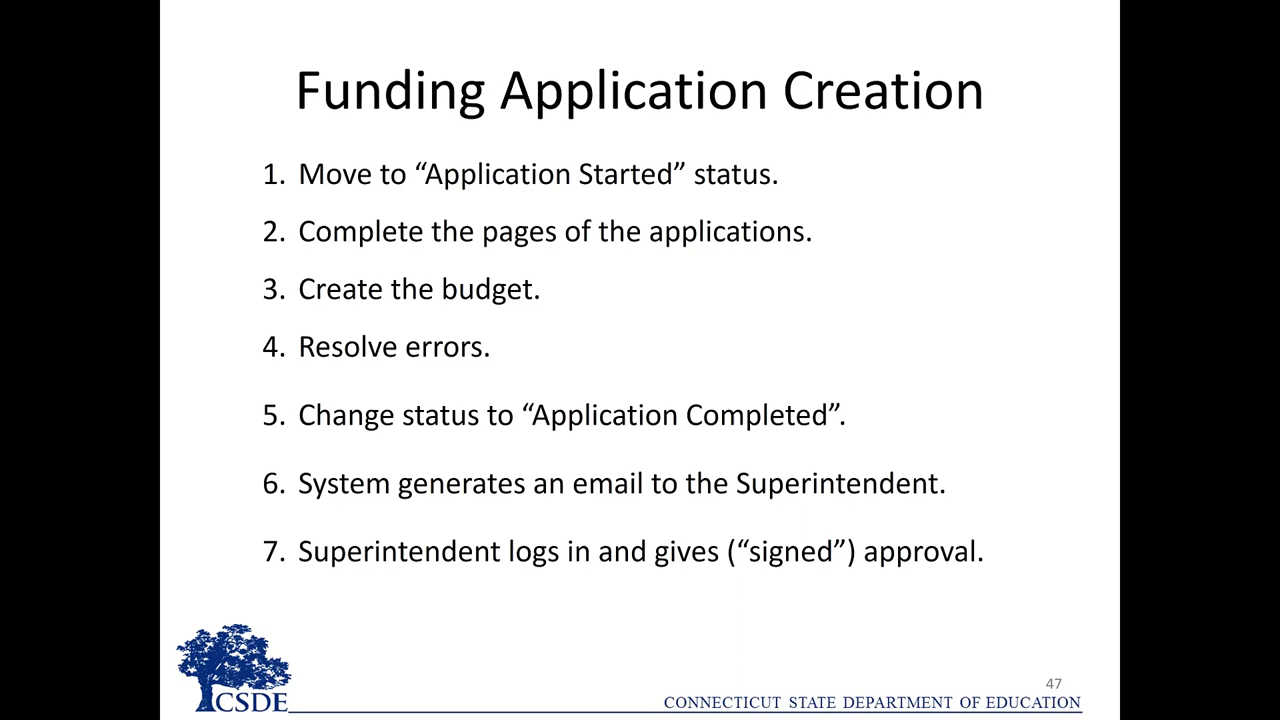 Funding Application Creation
1. Move to “Application Started” status.
2. Complete the pages of the applications.
3. Create the budget.
4. Resolve errors.
5. Change status to “Application Completed”.
6. System generates an email to the Superintendent.
7. Superintendent logs in and gives (“signed”) approval.
CSDE
47
CONNECTICUT STATE DEPARTMENT OF EDUCATION